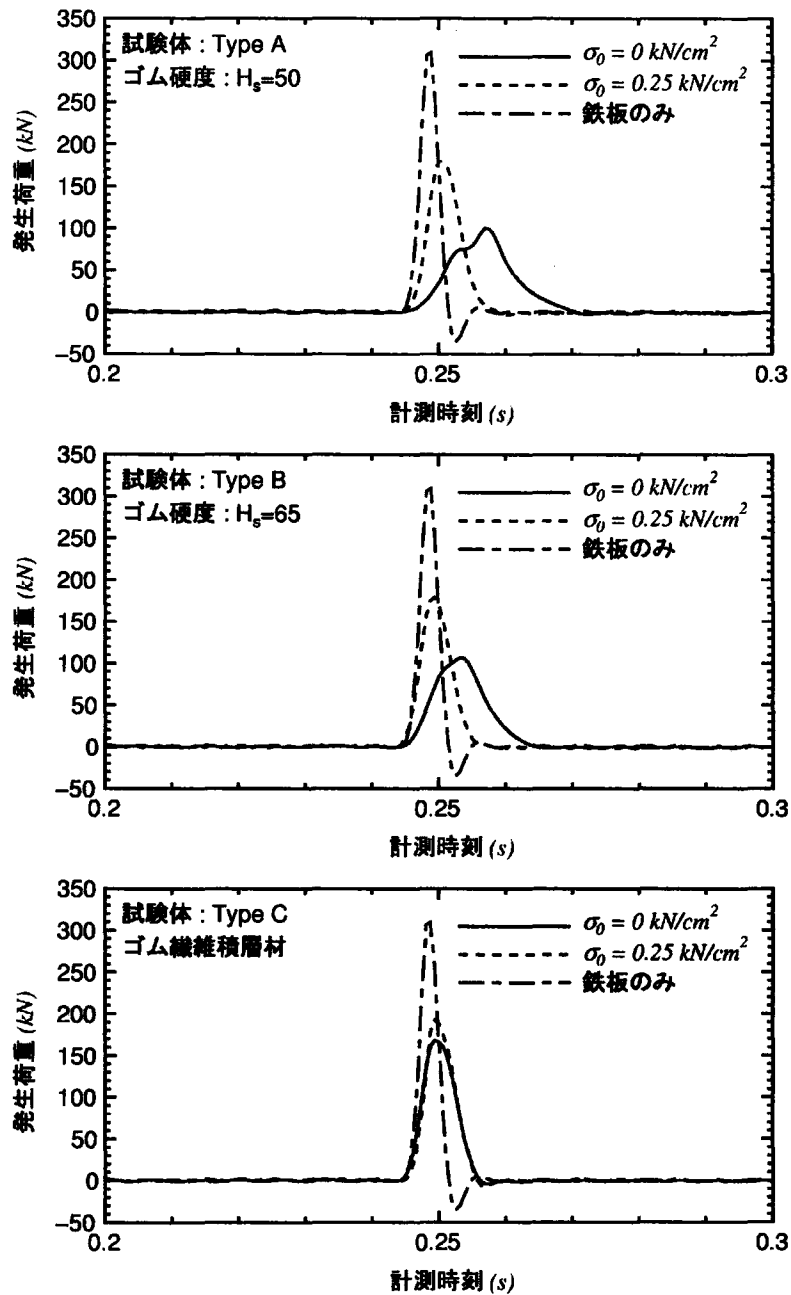 350
300
250
200
150
100
50
0
−50
発生荷重 (kN)
試験体 : Type A
ゴム硬度 : Hs=50
σ0 = 0 kN/cm2
σ0 = 0.25 kN/cm2
鉄板のみ
0.2
0.25
0.3
計測時刻 (s)
350
300
250
200
150
100
50
0
−50
発生荷重 (kN)
試験体 : Type B
ゴム硬度 : Hs=65
σ0 = 0 kN/cm2
σ0 = 0.25 kN/cm2
鉄板のみ
0.2
0.25
0.3
計測時刻 (s)
350
300
250
200
150
100
50
0
−50
発生荷重 (kN)
試験体 : Type C
ゴム繊維積層材
σ0 = 0 kN/cm2
σ0 = 0.25 kN/cm2
鉄板のみ
0.2
0.25
0.3
計測時刻 (s)